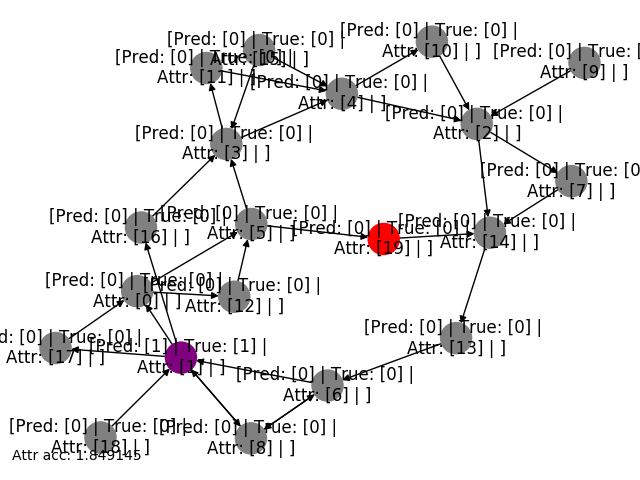 [Pred: [0] | True: [0] |
Attr: [10] | ]
[Pred: [0] | True: [0] |
Attr: [15] | ]
[Pred: [0] | True: [0] |
Attr: [9] | ]
[Pred: [0] | True: [0] |
Attr: [11] | ]
[Pred: [0] | True: [0] |
Attr: [4] | ]
[Pred: [0] | True: [0] |
Attr: [2] | ]
[Pred: [0] | True: [0] |
Attr: [3] | ]
[Pred: [0] | True: [0]
Attr: [7] | ]
[Pred: [0] | True: [0] |
Attr: [16] | ]
[Pred: [0] | True: [0] |
Attr: [5] | ]
[Pred: [0] | True: [0] |
Attr: [19] | ]
[Pred: [0] | True: [0] |
Attr: [14] | ]
[Pred: [0] | True: [0] |
Attr: [0] | ]
[Pred: [0] | True: [0] |
Attr: [12] | ]
[0] | True: [0] |
Attr: [17] | ]
[Pred: [1] | True: [1] |
Attr: [1] | ]
[Pred: [0] | True: [0] |
Attr: [13] | ]
[Pred: [0] | True: [0] |
Attr: [6] | ]
[Pred: [0] | True: [0] |
Attr: [18] | ]
[Pred: [0] | True: [0] |
Attr: [8] | ]
Attr acc: 1.849145